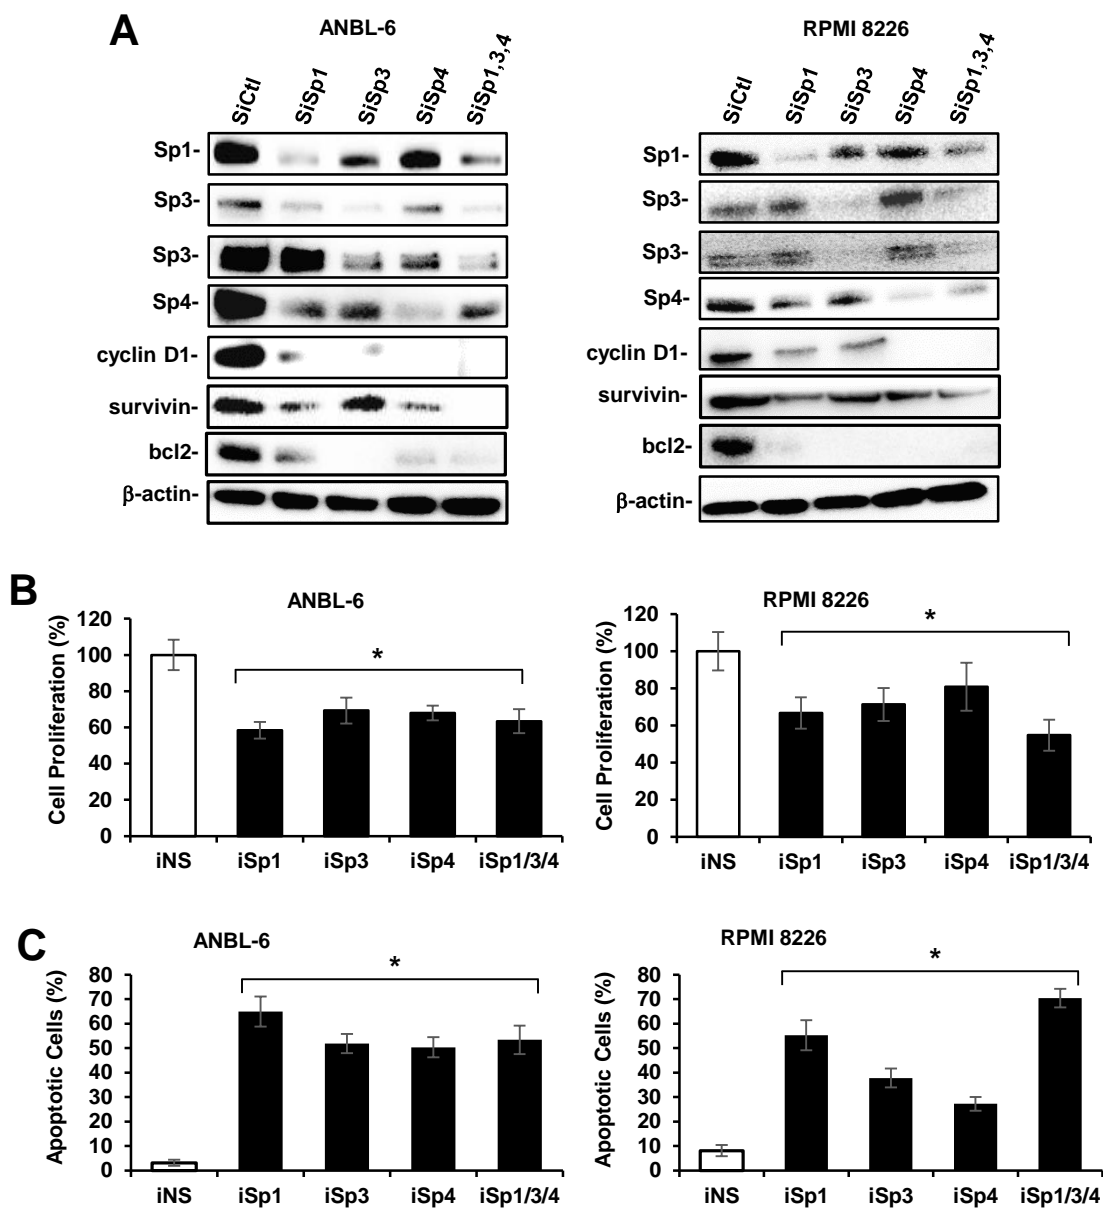 A
ANBL-6
SiCtl
SiSp1
SiSp3
SiSp4
SiSp1,3,4
Sp1-
Sp3-
Sp3-
Sp4-
cyclin D1-
survivin-
bcl2-
β-actin-
RPMI 8226
SiCtl
SiSp1
SiSp3
SiSp4
SiSp1,3,4
Sp1-
Sp3-
Sp3-
Sp4-
cyclin D1-
survivin-
bcl2-
β-actin-
B
ANBL-6
Cell Proliferation (%)
120
100
80
60
40
20
0
*
iNS iSp1 iSp3 iSp4 iSp1/3/4
RPMI 8226
Cell Proliferation (%)
120
100
80
60
40
20
0
*
iNS iSp1 iSp3 iSp4 iSp1/3/4
C
ANBL-6
Apoptotic Cells (%)
80
70
60
50
40
30
20
10
0
*
iNS iSp1 iSp3 iSp4 iSp1/3/4
RPMI 8226
Apoptotic Cells (%)
80
70
60
50
40
30
20
10
0
*
iNS iSp1 iSp3 iSp4 iSp1/3/4